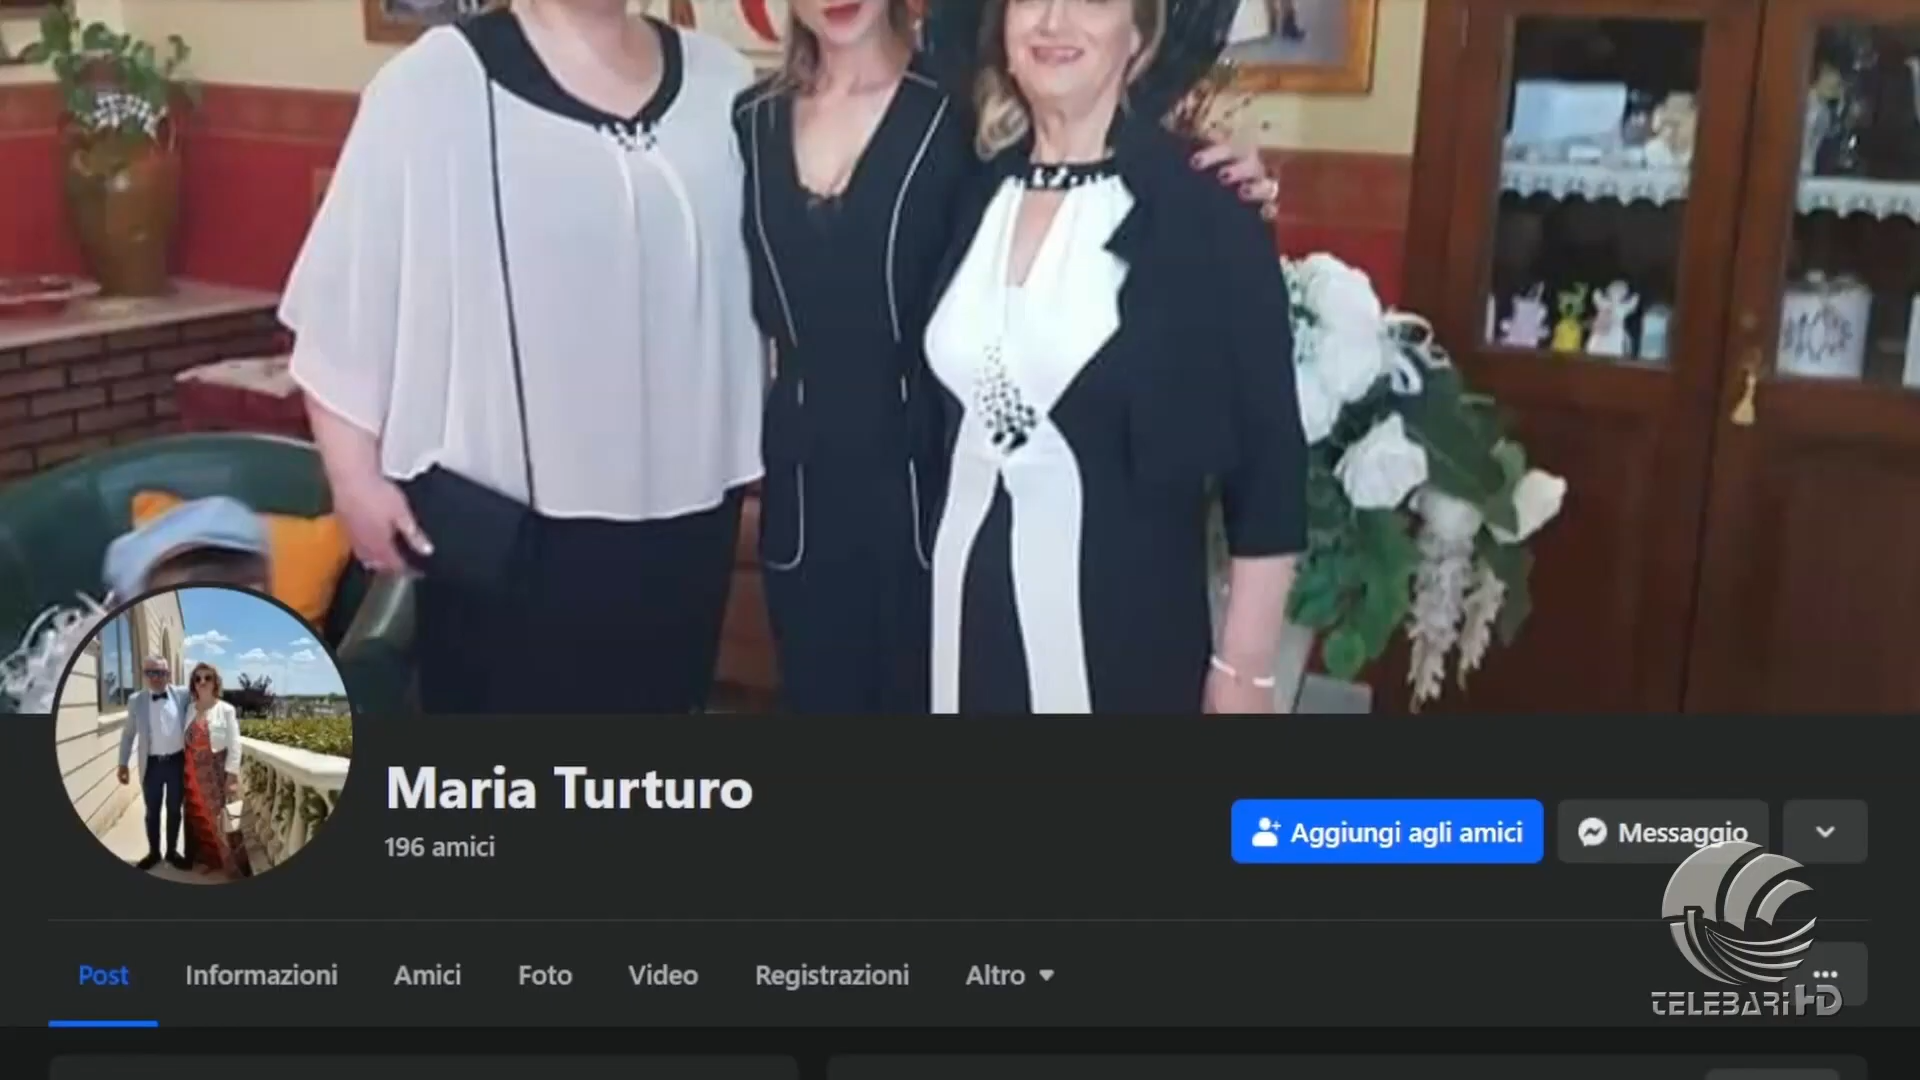 Maria Turturo
196 amici
Aggiungi agli amici
Messaggio
Post
Informazioni
Amici
Foto
Video
Registrazioni
Altro
TELEBARI HD